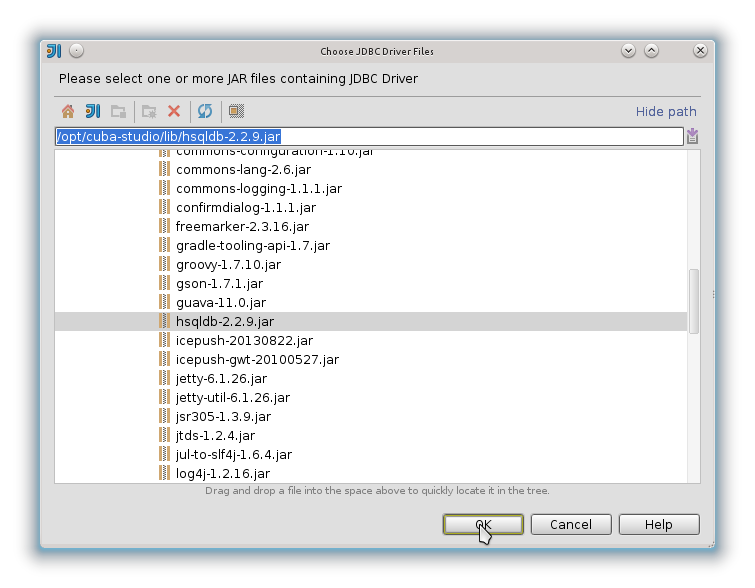 Choose JDBC Driver Files
Please select one or more JAR files containing JDBC Driver
Hide path
/opt/cuba-studio/lib/hsqldb-2.2.9.jar
commons-configuration-1.10.jar
commons-lang-2.6.jar
commons-logging-1.1.1.jar
confirmdialog-1.1.1.jar
freemarker-2.3.16.jar
gradle-tooling-api-1.7.jar
groovy-1.7.10.jar
gson-1.7.1.jar
guava-11.0.jar
hsqldb-2.2.9.jar
icepush-20130822.jar
icepush-gwt-20100527.jar
jetty-6.1.26.jar
jetty-util-6.1.26.jar
jsr305-1.3.9.jar
jtds-1.2.4.jar
jul-to-slf4j-1.6.4.jar
log4j-1.2.16.jar
Drag and drop a file into the space above to quickly locate it in the tree.
OK
Cancel
Help